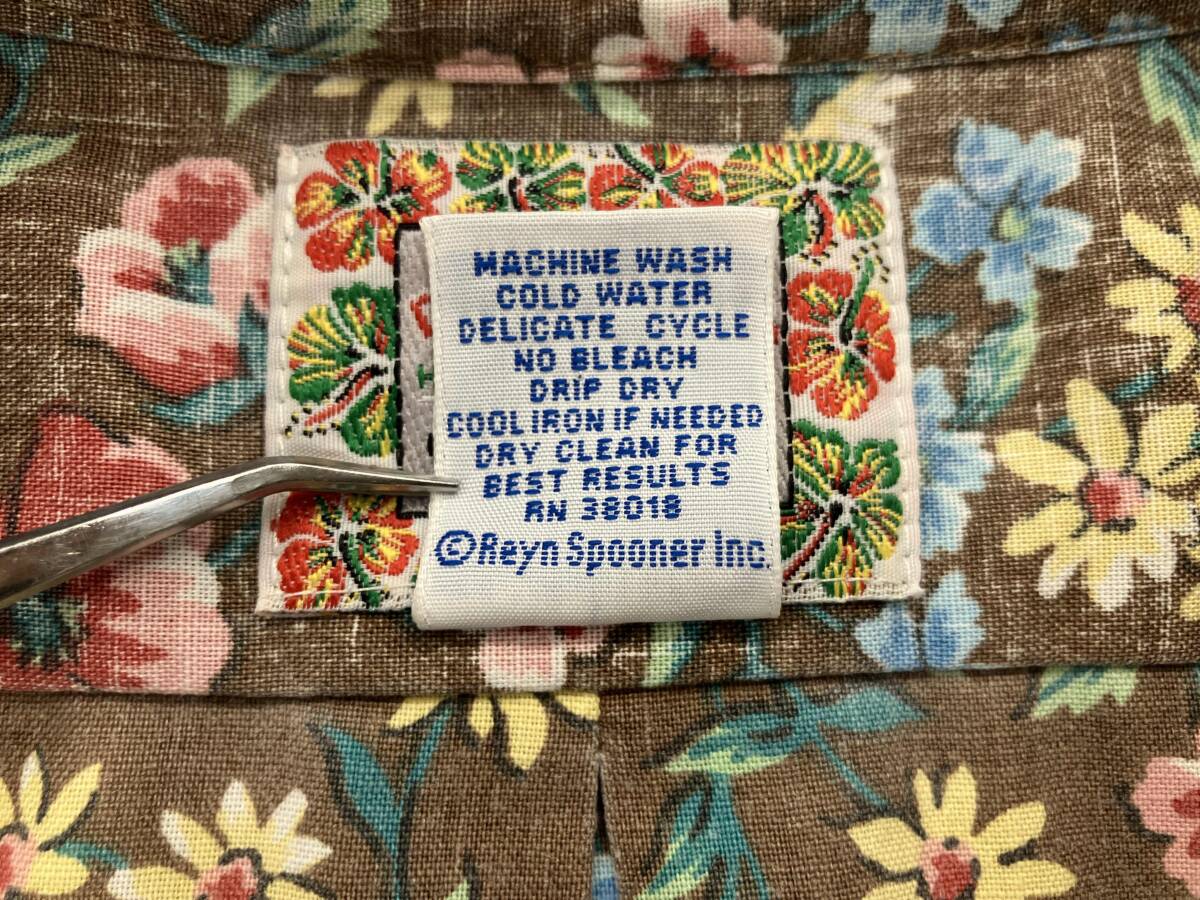 MACHINE WASH
COLD WATER
DELICATE CYCLE
NO BLEACH
DRIP DRY
COOL IRON IF NEEDED
DRY CLEAN FOR
BEST RESULTS
RN 38018
©Reyn Spooner Inc.